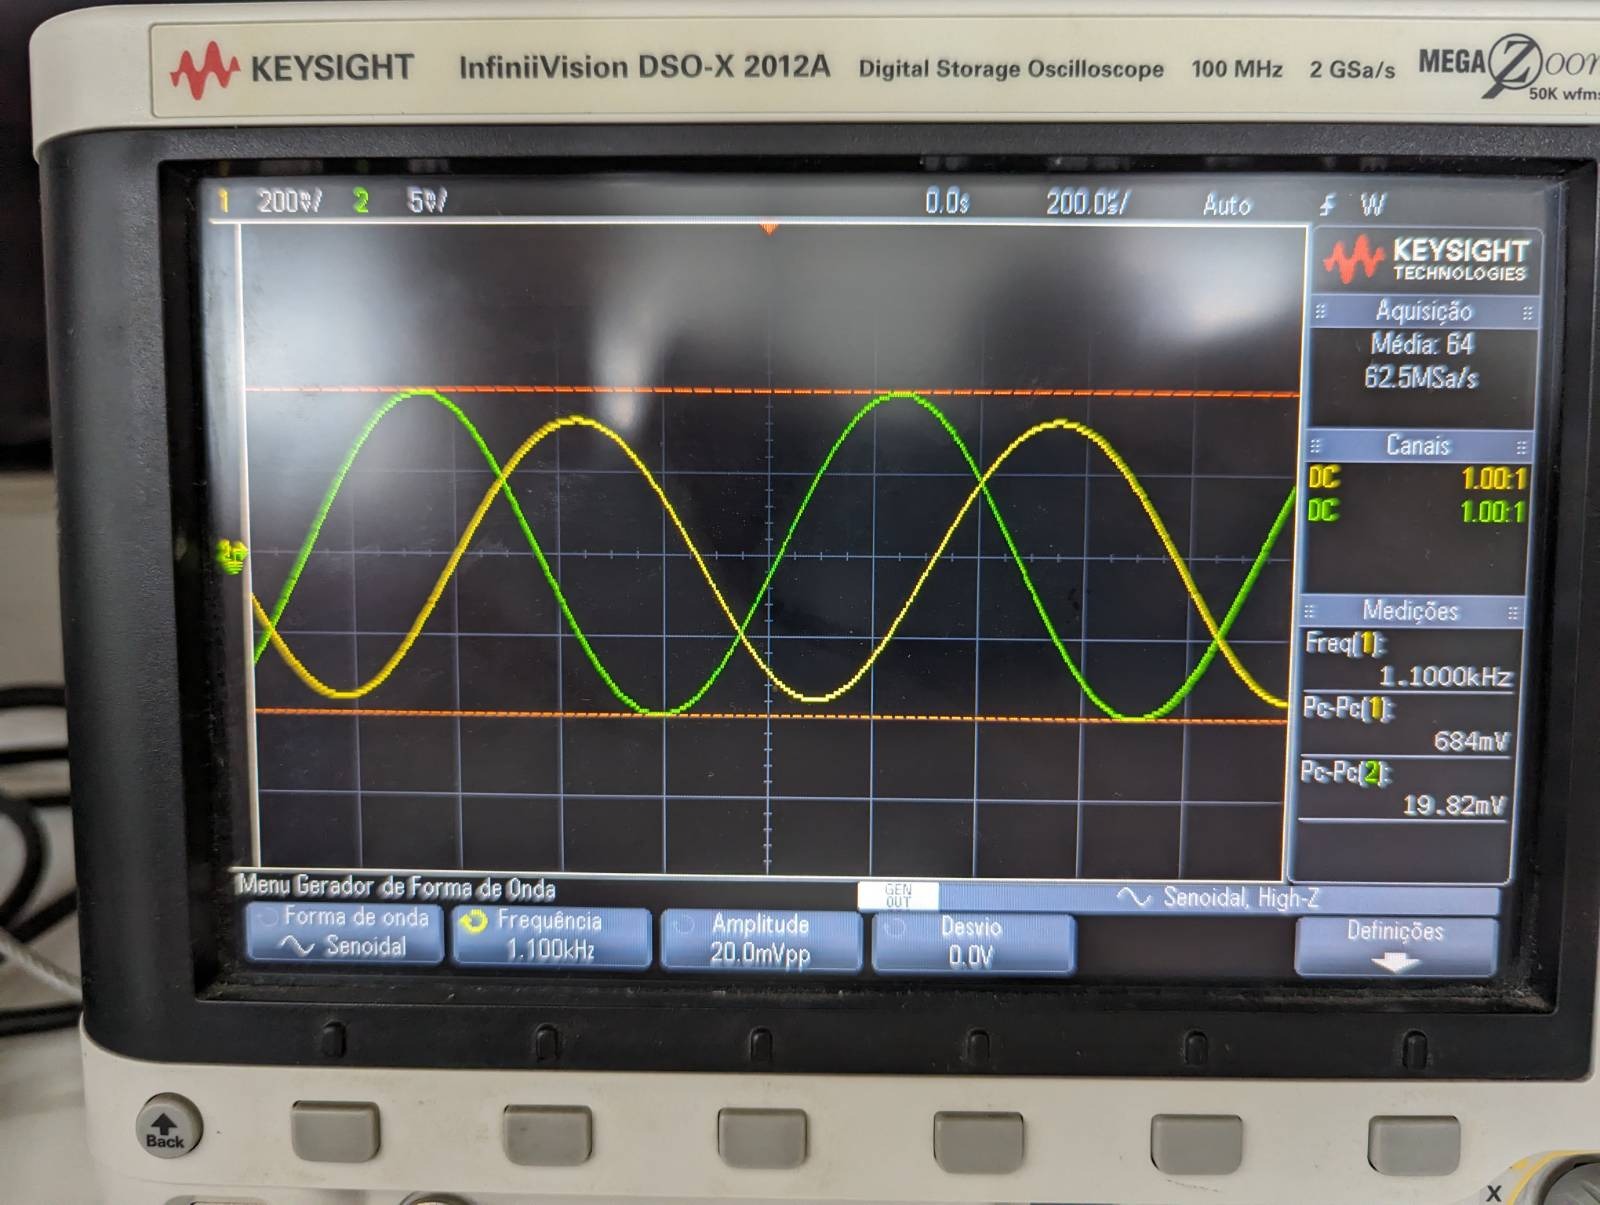 KEYSIGHT InfiniiVision DSO-X 2012A Digital Storage Oscilloscope 100 MHz 2 GSa/s MEGA Zoom
50K wfms
1 200mV/ 2 5mV/ 0.0s 200.0us/ Auto W
KEYSIGHT
TECHNOLOGIES
Aquisição
Média: 64
62.5MSa/s
Canais
DC 1.00:1
DC 1.00:1
Medições
Freq(1):
1.1000kHz
Pc-Pc(1):
684mV
Pc-Pc(2):
19.82mV
Menu Gerador de Forma de Onda
GEN
OUT
Senoidal, High-Z
Forma de onda
Senoidal
Frequência
1.100kHz
Amplitude
20.0mVpp
Desvio
0.0V
Definições
Back
X